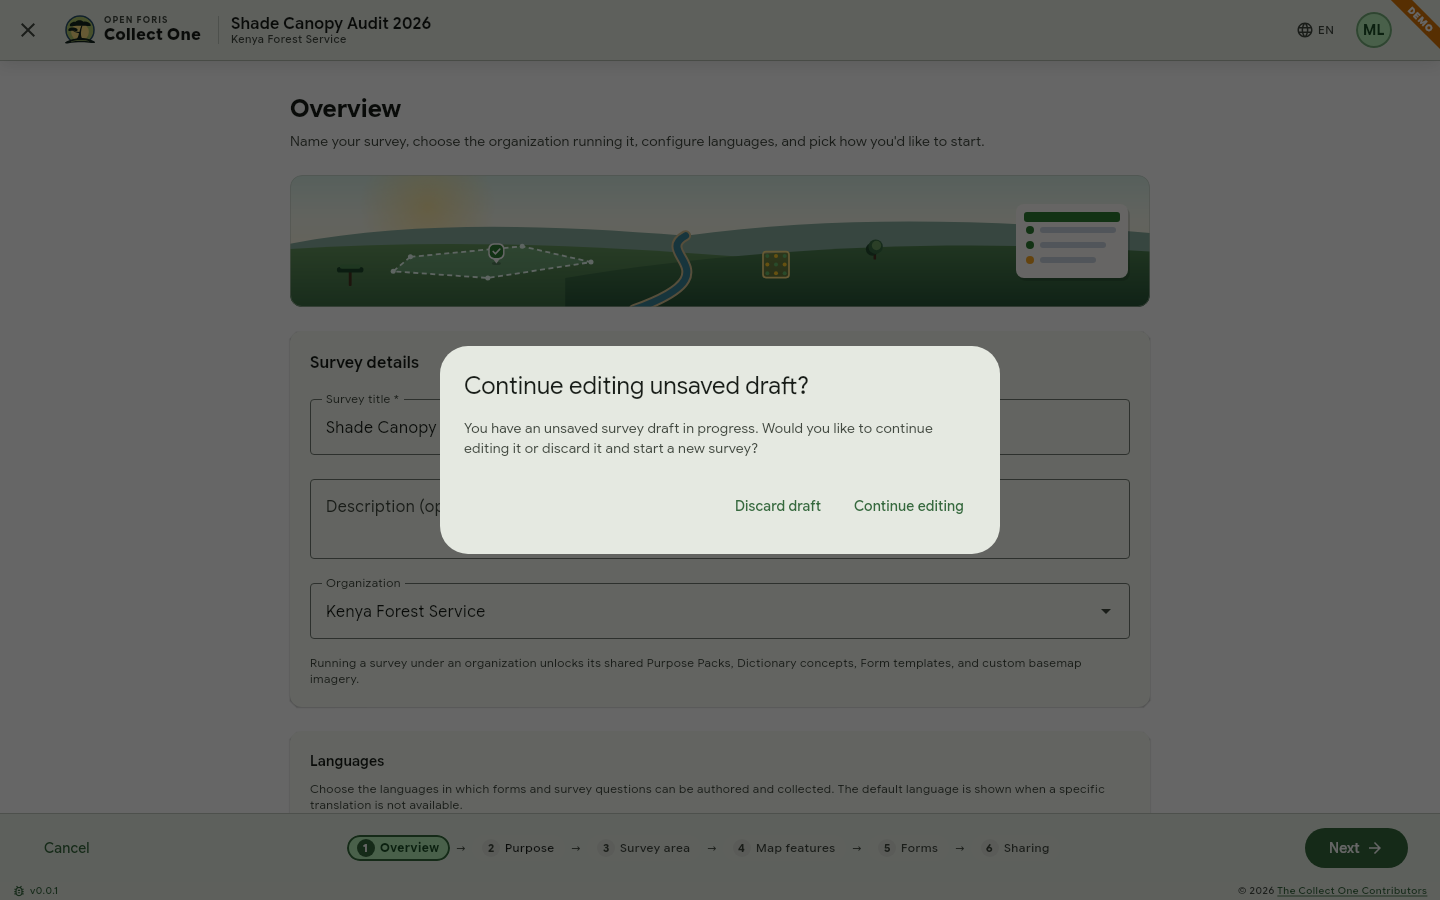 OPEN FORIS
Collect One
Shade Canopy Audit 2026
Kenya Forest Service
EN
ML
DEMO
Overview
Name your survey, choose the organization running it, configure languages, and pick how you'd like to start.
Survey details
Survey title *
Shade Canopy
Continue editing unsaved draft?
You have an unsaved survey draft in progress. Would you like to continue
editing it or discard it and start a new survey?
Discard draft
Continue editing
Description (op
Organization
Kenya Forest Service
Running a survey under an organization unlocks its shared Purpose Packs, Dictionary concepts, Form templates, and custom basemap
imagery.
Languages
Choose the languages in which forms and survey questions can be authored and collected. The default language is shown when a specific
translation is not available.
Cancel
1 Overview → 2 Purpose → 3 Survey area → 4 Map features → 5 Forms → 6 Sharing
Next →
v0.0.1
© 2026 The Collect One Contributors